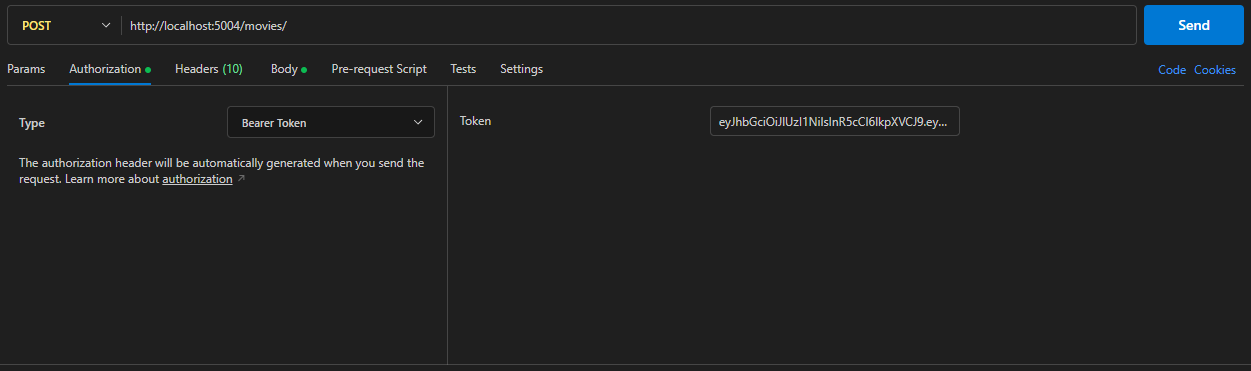 POST http://localhost:5004/movies/ Send
Params Authorization Headers (10) Body Pre-request Script Tests Settings Code Cookies
Type Bearer Token Token eyJhbGciOiJIUzI1NiIsInR5cCI6IkpXVCJ9.ey...
The authorization header will be automatically generated when you send the
request. Learn more about authorization ↗